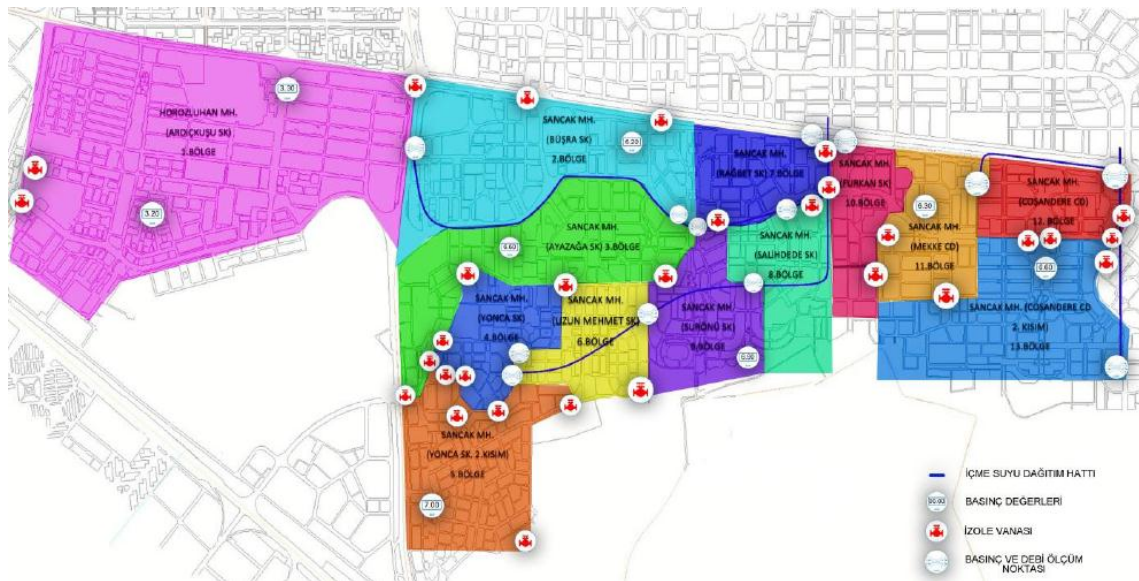 HOROZLUHAN MH.
(ARDIÇKUŞU SK)
1.BÖLGE
3.20
SANCAK MH.
(BÜŞRA SK)
2.BÖLGE
6.20
SANCAK MH.
(RAĞBET SK) 7.BÖLGE
SANCAK MH.
(FURKAN SK)
10.BÖLGE
6.30
SANCAK MH.
(MEKKE CD)
11.BÖLGE
SANCAK MH.
(COŞANDERE CD)
12. BÖLGE
SANCAK MH.
(AYAZAĞA SK) 3.BÖLGE
6.60
SANCAK MH.
(SALİHDEDE SK)
8.BÖLGE
6.60
SANCAK MH. (COŞANDERE CD
2. KISIM)
13.BÖLGE
SANCAK MH.
(YONCA SK)
4.BÖLGE
SANCAK MH.
(UZUN MEHMET SK)
6.BÖLGE
SANCAK MH.
(SURÖNÜ SK)
9.BÖLGE
SANCAK MH.
(YONCA SK. 2.KISIM)
5.BÖLGE
7.00
İÇME SUYU DAĞITIM HATTI
BASINÇ DEĞERLERİ
İZOLE VANASI
BASINÇ VE DEBİ ÖLÇÜM
NOKTASI